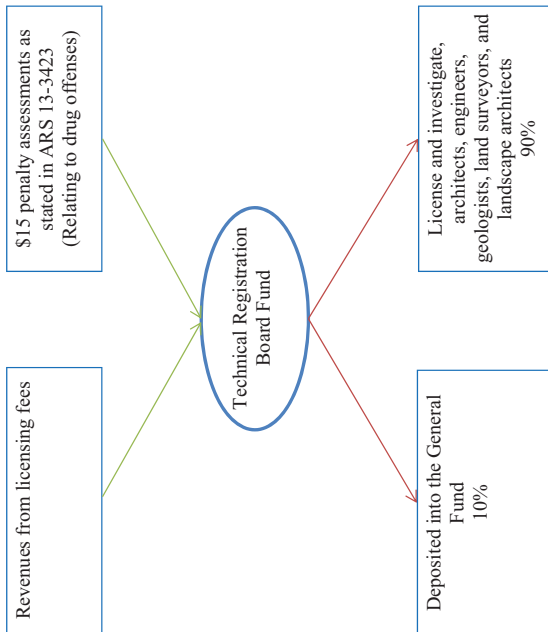 Revenues from licensing fees
$15 penalty assessments as
stated in ARS 13-3423
(Relating to drug offenses)
Technical Registration
Board Fund
Deposited into the General
Fund
10%
License and investigate,
architects, engineers,
geologists, land surveyors, and
landscape architects
90%